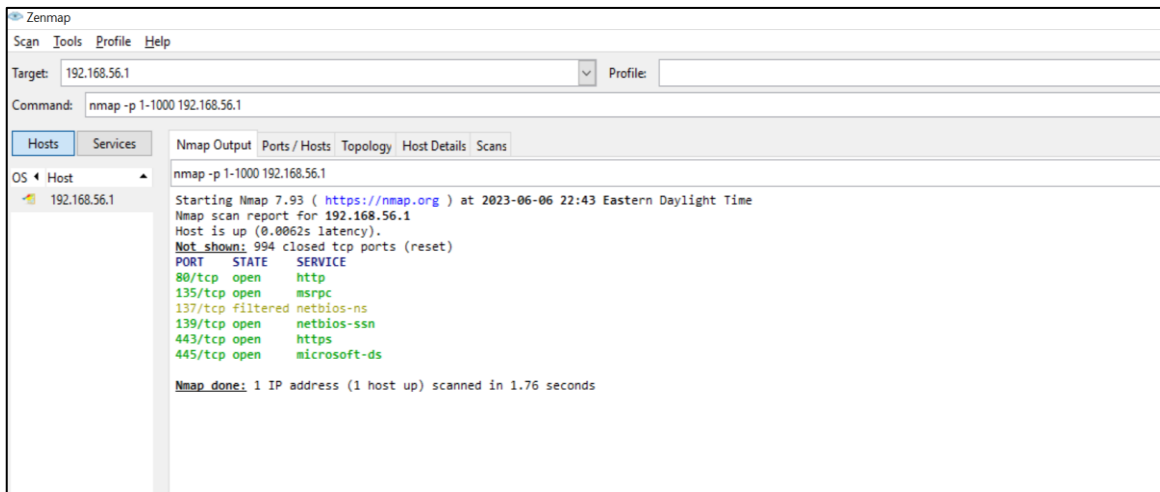 Zenmap
Scan Tools Profile Help
Target: 192.168.56.1 Profile:
Command: nmap -p 1-1000 192.168.56.1
Hosts Services Nmap Output Ports / Hosts Topology Host Details Scans
OS Host nmap -p 1-1000 192.168.56.1
192.168.56.1
Starting Nmap 7.93 ( https://nmap.org ) at 2023-06-06 22:43 Eastern Daylight Time
Nmap scan report for 192.168.56.1
Host is up (0.0062s latency).
Not shown: 994 closed tcp ports (reset)
PORT STATE SERVICE
80/tcp open http
135/tcp open msrpc
137/tcp filtered netbios-ns
139/tcp open netbios-ssn
443/tcp open https
445/tcp open microsoft-ds
Nmap done: 1 IP address (1 host up) scanned in 1.76 seconds